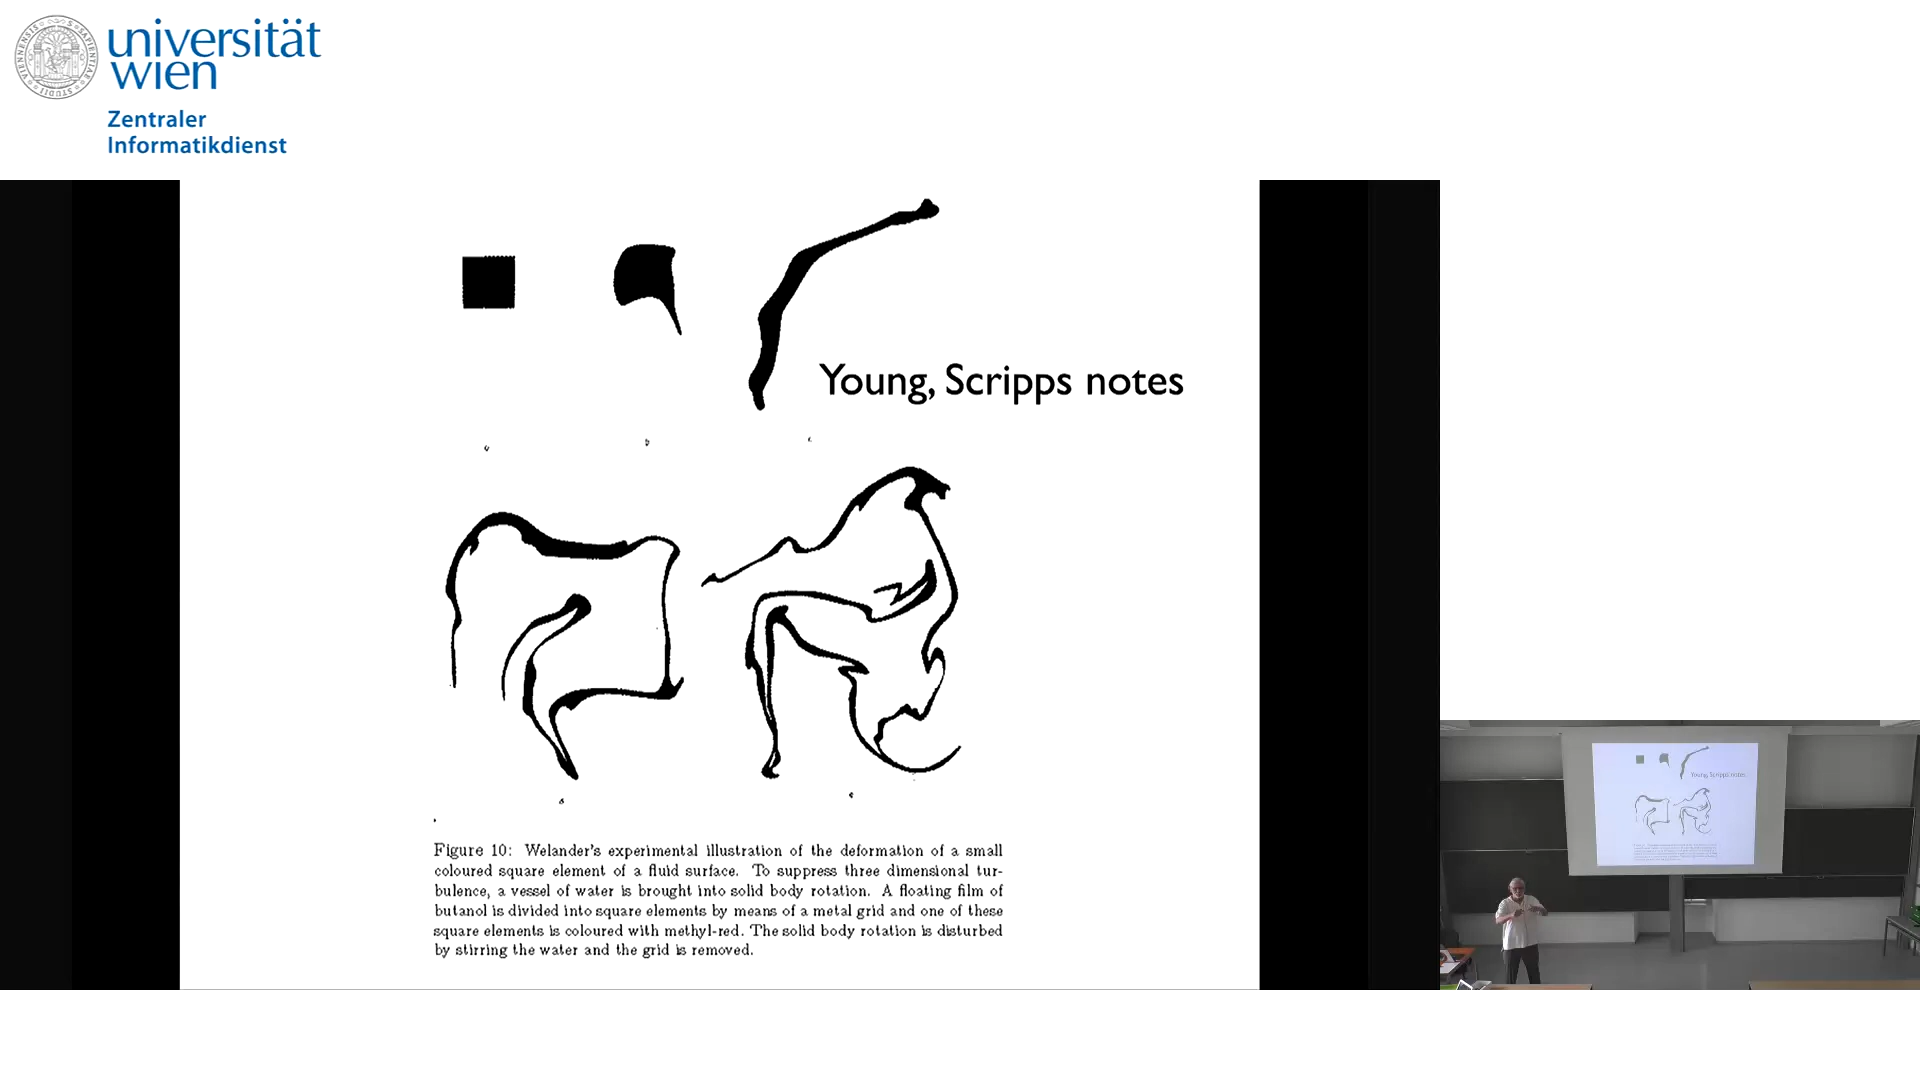 universität
wien
Zentraler
Informatikdienst
Young, Scripps notes
a
b
c
d
e
Figure 10: Welander's experimental illustration of the deformation of a small
coloured square element of a fluid surface. To suppress three dimensional tur-
bulence, a vessel of water is brought into solid body rotation. A floating film of
butanol is divided into square elements by means of a metal grid and one of these
square elements is coloured with methyl-red. The solid body rotation is disturbed
by stirring the water and the grid is removed.
Young, Scripps notes